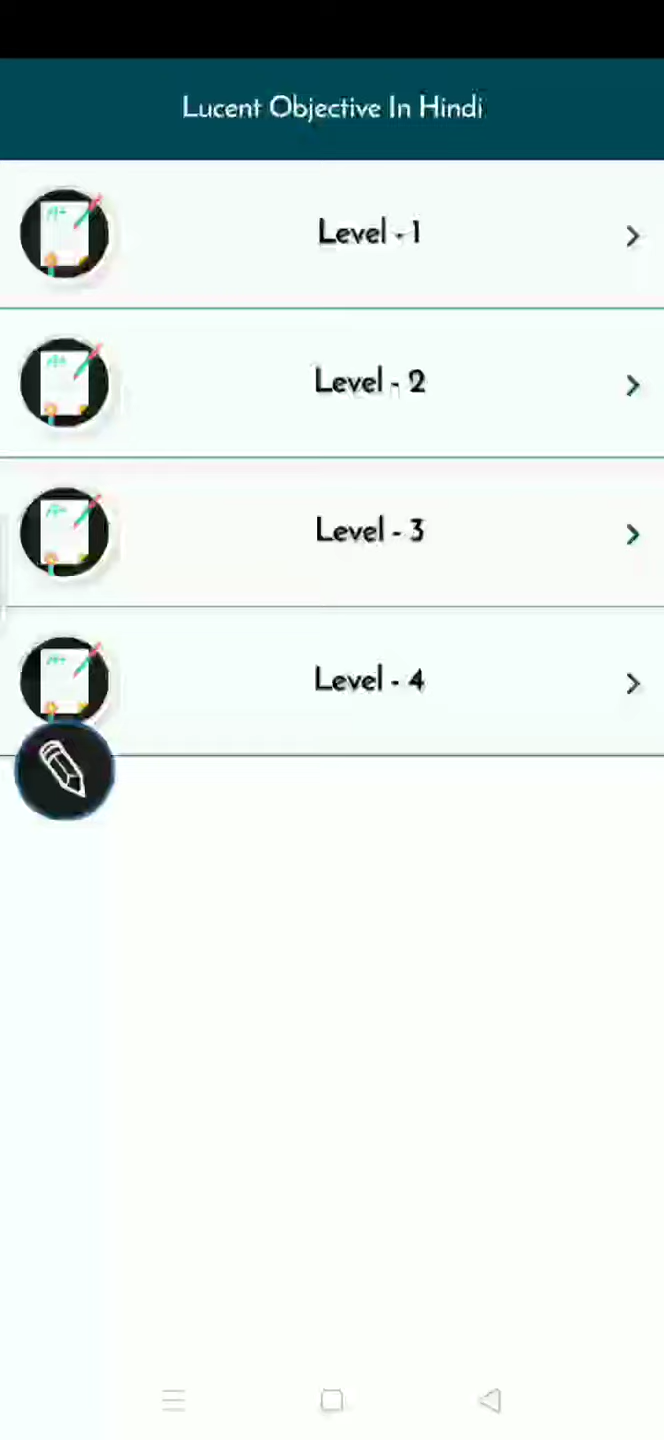 Lucent Objective In Hindi
Level - 1
Level - 2
Level - 3
Level - 4